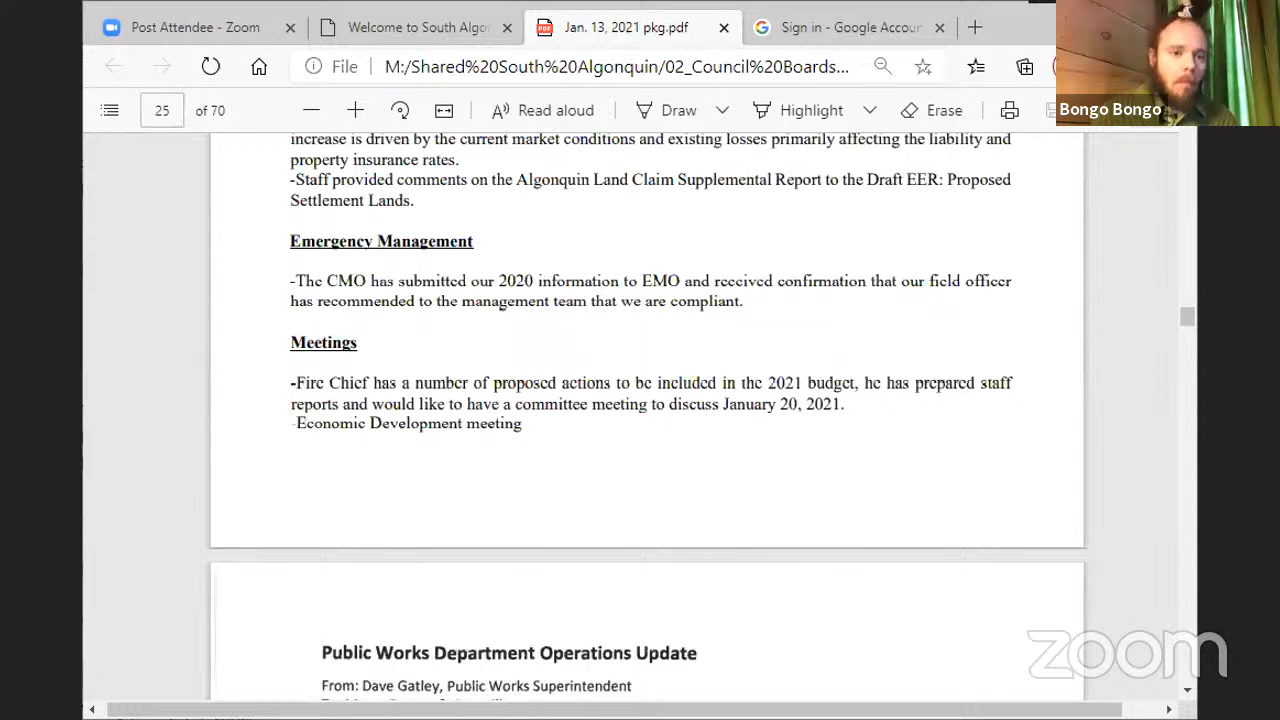 Post Attendee - Zoom
Welcome to South Algo
Jan. 13, 2021 pkg.pdf
Sign in - Google Accou
File
M:/Shared%20South%20Algonquin/02_Council%20Boards...
25 of 70
Read aloud
Draw
Highlight
Erase
Bongo Bongo
increase is driven by the current market conditions and existing losses primarily affecting the liability and
property insurance rates.
-Staff provided comments on the Algonquin Land Claim Supplemental Report to the Draft EER: Proposed
Settlement Lands.
Emergency Management
-The CMO has submitted our 2020 information to EMO and received confirmation that our field officer
has recommended to the management team that we are compliant.
Meetings
-Fire Chief has a number of proposed actions to be included in the 2021 budget, he has prepared staff
reports and would like to have a committee meeting to discuss January 20, 2021.
-Economic Development meeting
Public Works Department Operations Update
From: Dave Gatley, Public Works Superintendent
zoom